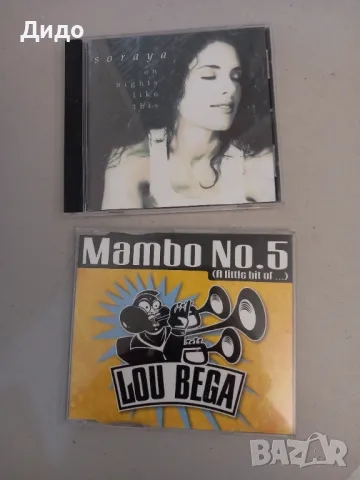 Дидо
soraya
on
nights
like
this
Mambo No.5
(A little bit of ...)
LOU BEGA
BAZAR